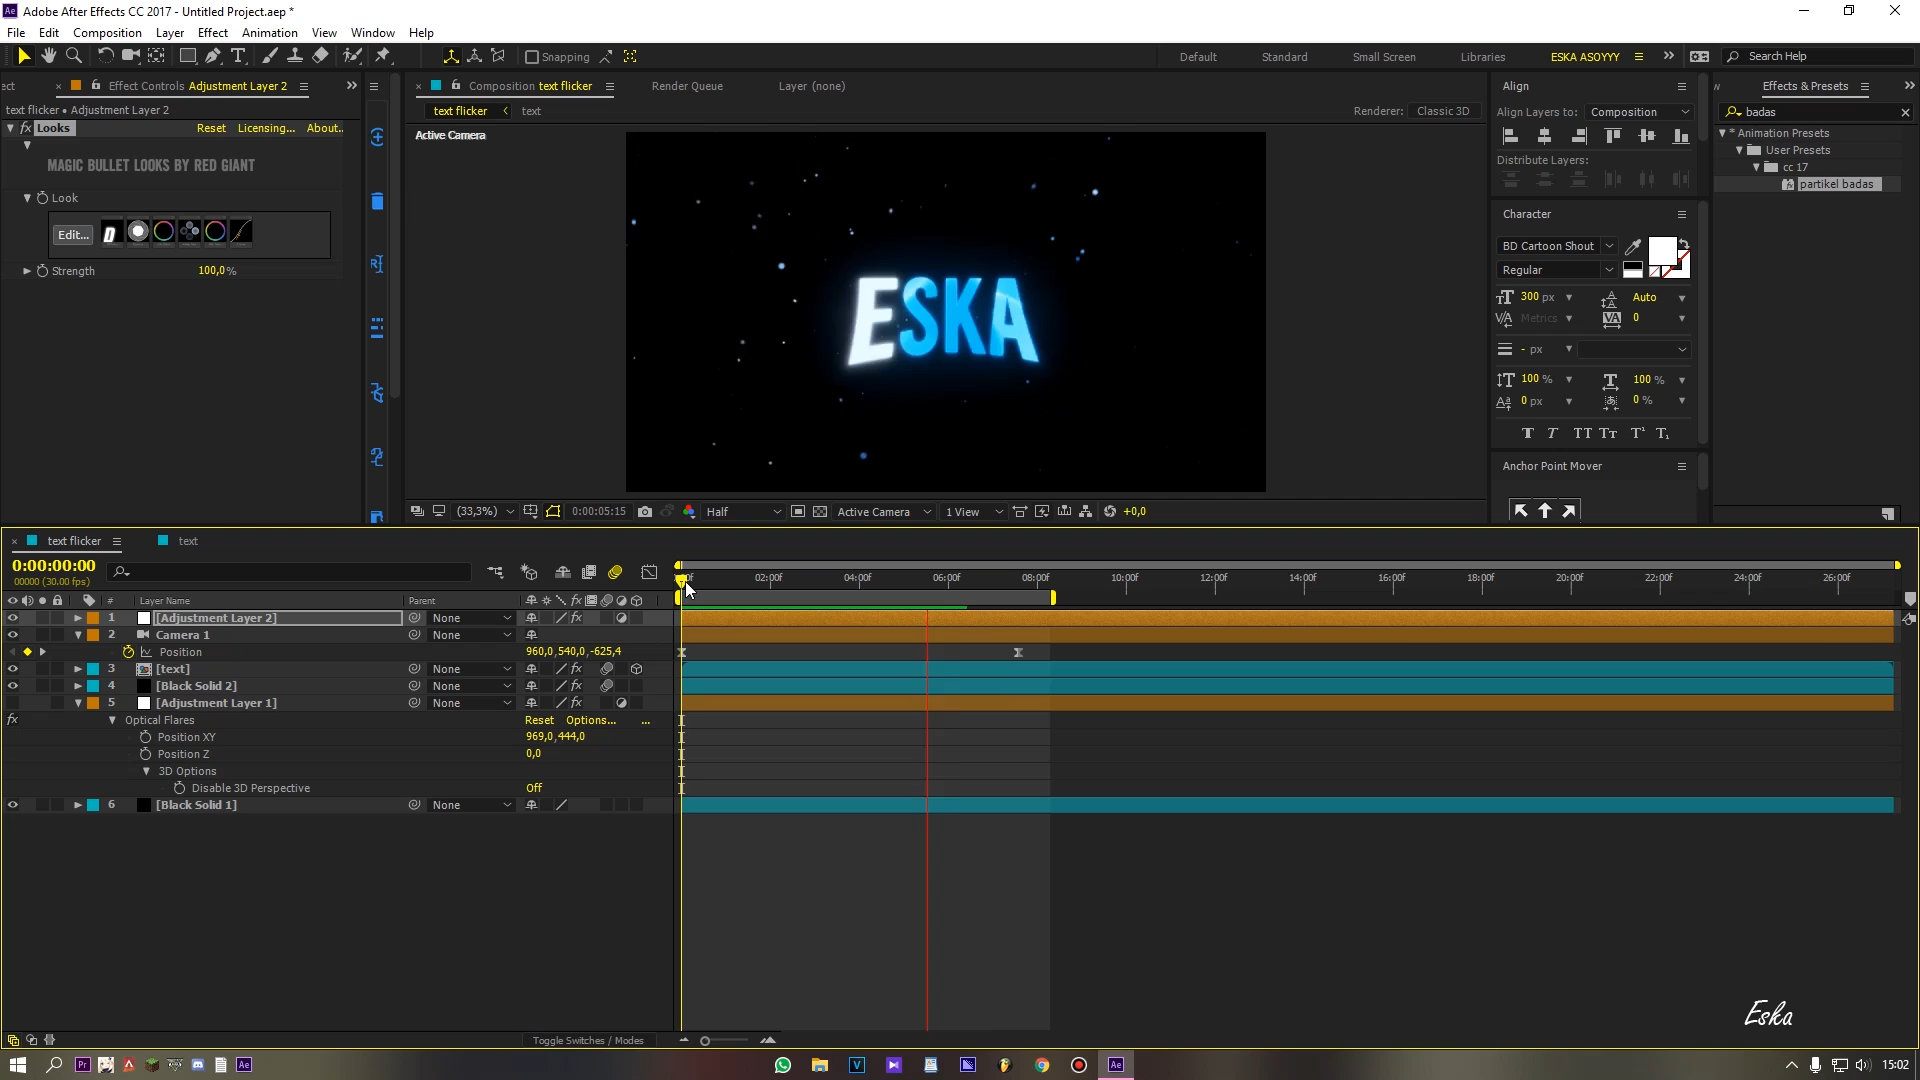 Adobe After Effects CC 2017 - Untitled Project.aep *
File Edit Composition Layer Effect Animation View Window Help
Snapping
Default Standard Small Screen Libraries ESKA ASOYYY Search Help
ect Effect Controls Adjustment Layer 2
text flicker • Adjustment Layer 2
fx Looks Reset Licensing... About..
MAGIC BULLET LOOKS BY RED GIANT
Look
Edit...
Strength 100,0%
Composition text flicker Render Queue Layer (none)
text flicker text Renderer: Classic 3D
Active Camera
ESKA
(33,3%) 0:00:05:15 Half Active Camera 1 View +0,0
Align
Align Layers to: Composition
Distribute Layers:
Character
BD Cartoon Shout
Regular
300 px Auto
Metrics 0
- px
100 % 100 %
0 px 0 %
T T TT Tt T¹ T₁
Anchor Point Mover
Effects & Presets
badas
* Animation Presets
User Presets
cc 17
partikel badas
text flicker text
0:00:00:00
00000 (30.00 fps)
02:00f 04:00f 06:00f 08:00f 10:00f 12:00f 14:00f 16:00f 18:00f 20:00f 22:00f 24:00f 26:00f
# Layer Name Parent
1 [Adjustment Layer 2] None
2 Camera 1 None
Position 960,0,540,0,-625,4
3 [text] None
4 [Black Solid 2] None
5 [Adjustment Layer 1] None
fx Optical Flares Reset Options... ...
Position XY 969,0,444,0
Position Z 0,0
3D Options
Disable 3D Perspective Off
6 [Black Solid 1] None
Toggle Switches / Modes
Eska
15:02